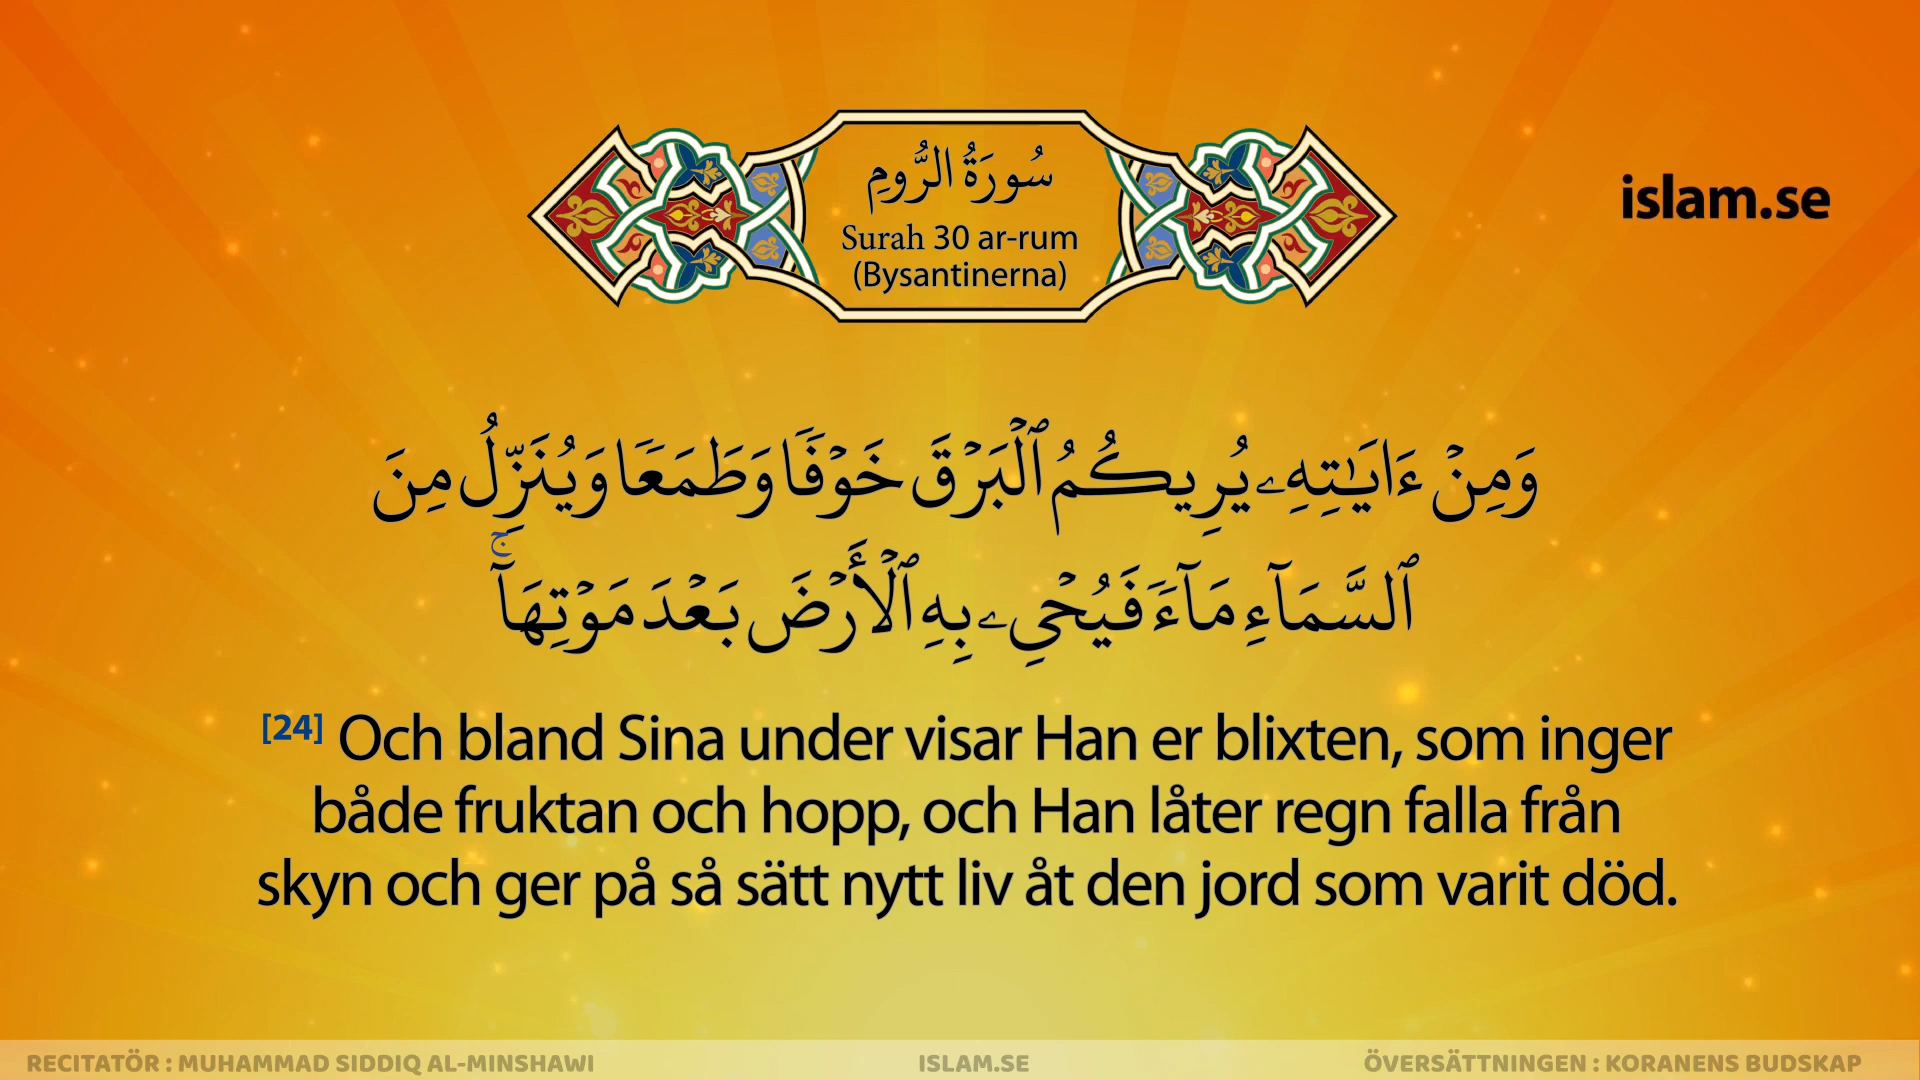 سُورَةُ الرُّومِ
Surah 30 ar-rum
(Bysantinerna)
islam.se
وَمِنْ ءَايَـٰتِهِۦ يُرِيكُمُ ٱلْبَرْقَ خَوْفًا وَطَمَعًا وَيُنَزِّلُ مِنَ
ٱلسَّمَآءِ مَآءً فَيُحْىِۦ بِهِ ٱلْأَرْضَ بَعْدَ مَوْتِهَآ ۚ
[24] Och bland Sina under visar Han er blixten, som inger
både fruktan och hopp, och Han låter regn falla från
skyn och ger på så sätt nytt liv åt den jord som varit död.
RECITATÖR : MUHAMMAD SIDDIQ AL-MINSHAWI
ISLAM.SE
ÖVERSÄTTNINGEN : KORANENS BUDSKAP